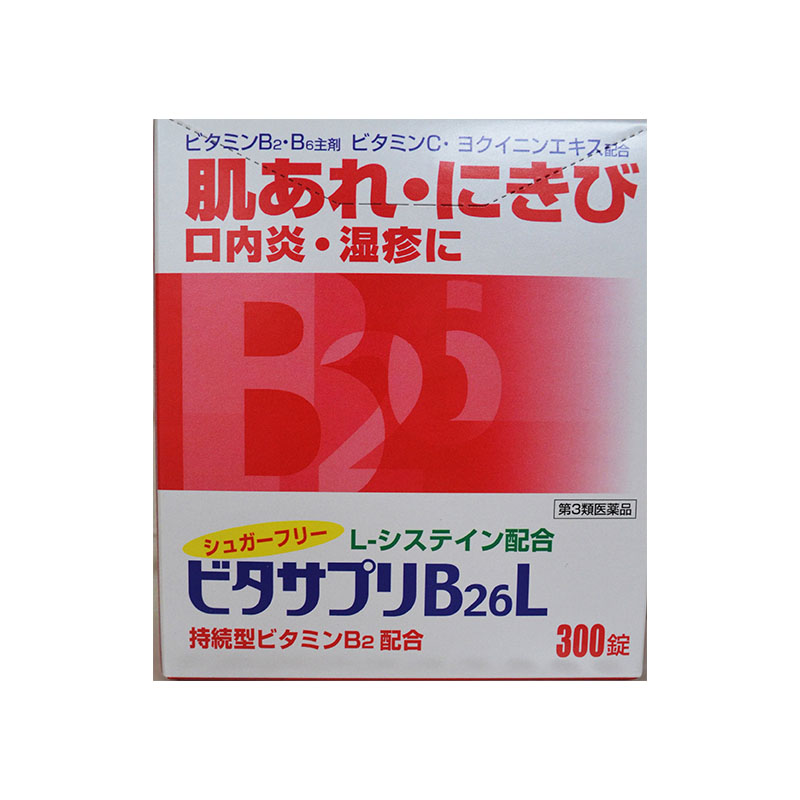 ビタミンB2・B6主剤 ビタミンC・ヨクイニンエキス配合
肌あれ・にきび
口内炎・湿疹に
B26
第3類医薬品
シュガーフリー
L-システイン配合
ビタサプリB26L
持続型ビタミンB2 配合
300錠